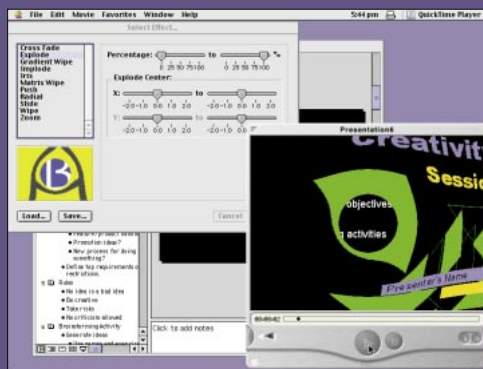 File Edit Movie Favorites Window Help
5:44 pm
QuickTime Player
Select Effect...
Cross Fade
Explode
Gradient Wipe
Implode
Iris
Matrix Wipe
Push
Radial
Slide
Wipe
Zoom
Percentage: to %
0 25 50 75 100 0 25 50 75 100
Explode Center:
X: to
-2.0 -1.0 0.0 1.0 2.0 -2.0 -1.0 0.0 1.0 2.0
Y: to
-2.0 -1.0 0.0 1.0 2.0 -2.0 -1.0 0.0 1.0 2.0
B
Load... Save... Cancel
Presentation6
Creativity
Sessio
objectives
g activities
Presenter's Name
00:00:02
Promotion ideas?
New process for doing
something?
Define top requirements o
restrictions.
Rules
No idea is a bad idea
Be creative
Take risks
No criticism allowed
Brainstorming Activity
Generate ideas
Click to add notes